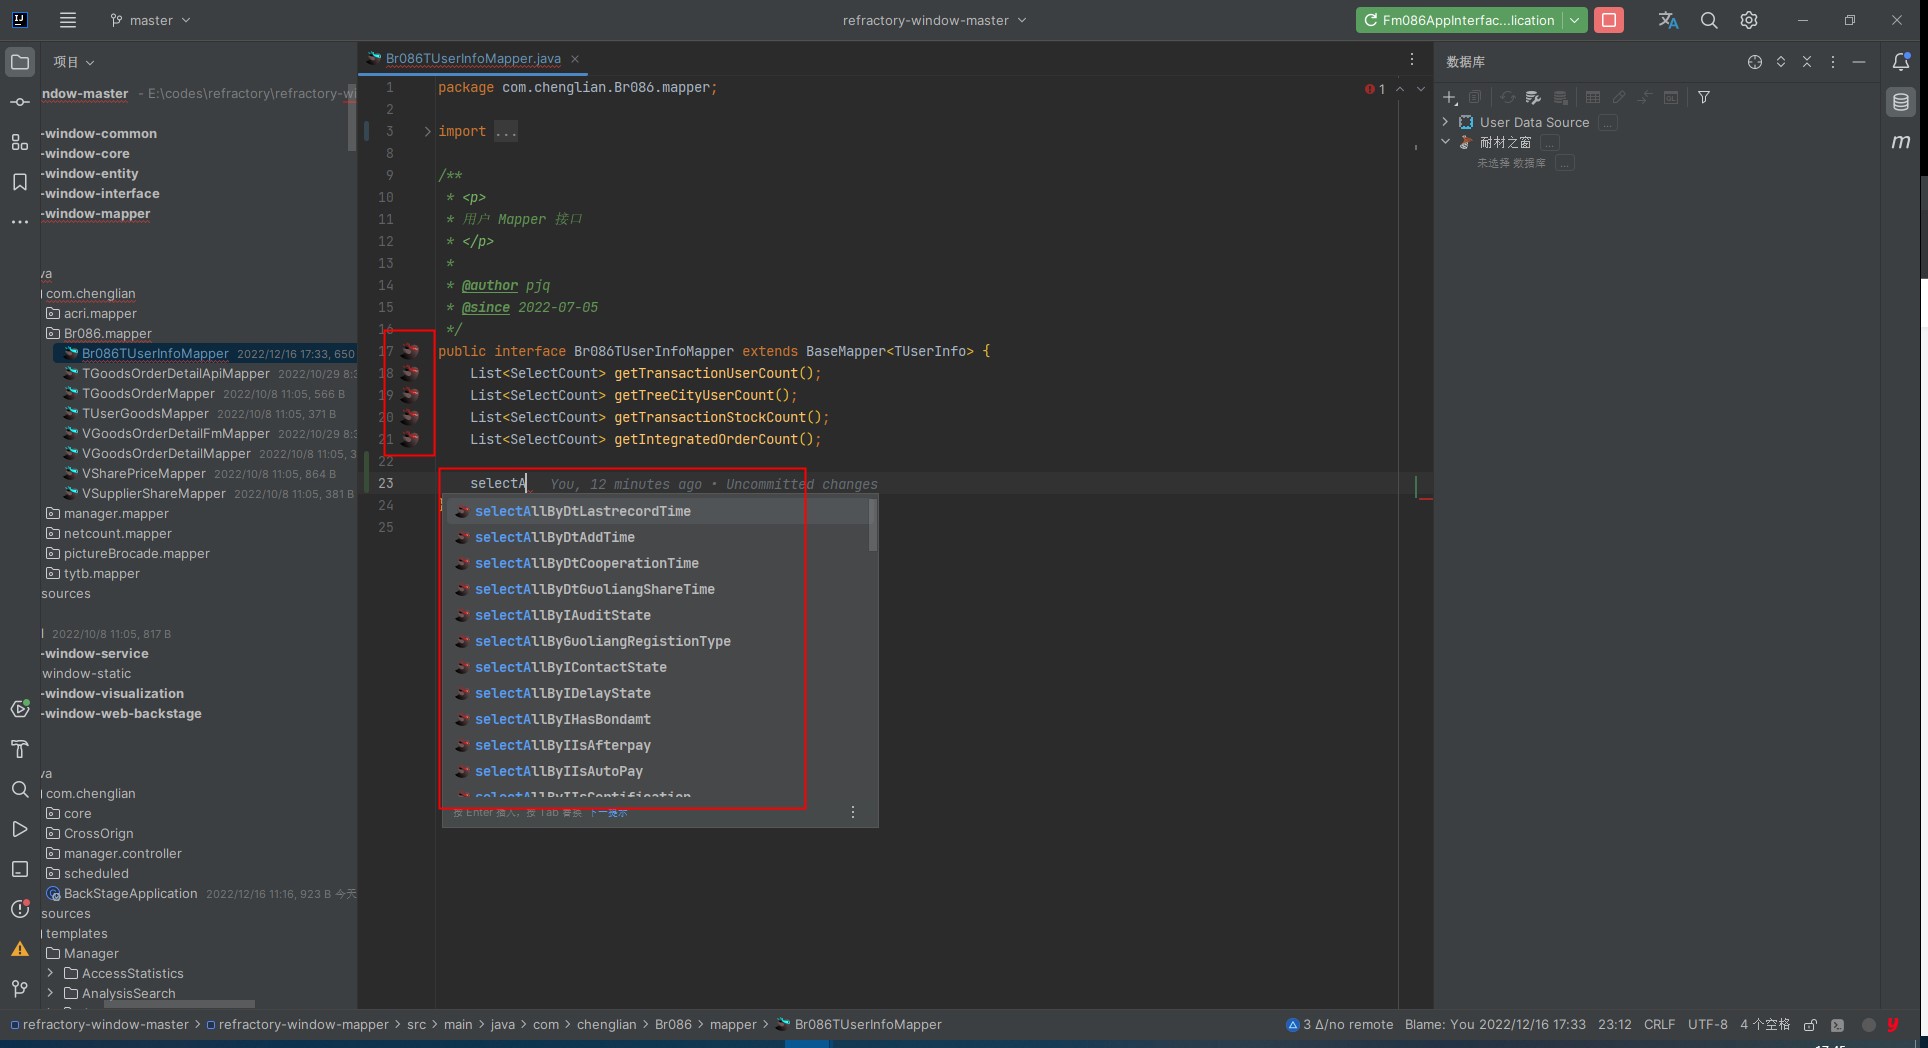 master
refractory-window-master
Fm086AppInterfac...lication
项目
ndow-master - E:\codes\refractory\refractory-wi
-window-common
-window-core
-window-entity
-window-interface
-window-mapper
va
com.chenglian
acri.mapper
Br086.mapper
Br086TUserInfoMapper 2022/12/16 17:33, 650
TGoodsOrderDetailApiMapper 2022/10/29 8:3
TGoodsOrderMapper 2022/10/8 11:05, 566 B
TUserGoodsMapper 2022/10/8 11:05, 371 B
VGoodsOrderDetailFmMapper 2022/10/29 8:3
VGoodsOrderDetailMapper 2022/10/8 11:05, 3
VSharePriceMapper 2022/10/8 11:05, 864 B
VSupplierShareMapper 2022/10/8 11:05, 381 B
manager.mapper
netcount.mapper
pictureBrocade.mapper
tytb.mapper
sources
l 2022/10/8 11:05, 817 B
-window-service
window-static
-window-visualization
-window-web-backstage
va
com.chenglian
core
CrossOrign
manager.controller
scheduled
BackStageApplication 2022/12/16 11:16, 923 B 今天
sources
templates
Manager
AccessStatistics
AnalysisSearch
Br086TUserInfoMapper.java
1 package com.chenglian.Br086.mapper;
2
3 import ...
8
9 /**
10 * <p>
11 * 用户 Mapper 接口
12 * </p>
13 *
14 * @author pjq
15 * @since 2022-07-05
16 */
17 public interface Br086TUserInfoMapper extends BaseMapper<TUserInfo> {
18 List<SelectCount> getTransactionUserCount();
19 List<SelectCount> getTreeCityUserCount();
20 List<SelectCount> getTransactionStockCount();
21 List<SelectCount> getIntegratedOrderCount();
22
23 selectA You, 12 minutes ago • Uncommitted changes
24
25
selectAllByDtLastrecordTime
selectAllByDtAddTime
selectAllByDtCooperationTime
selectAllByDtGuoliangShareTime
selectAllByIAuditState
selectAllByGuoliangRegistionType
selectAllByIContactState
selectAllByIDelayState
selectAllByIHasBondamt
selectAllByIIsAfterpay
selectAllByIIsAutoPay
selectAllByIIsCertification
按 Enter 插入，按 Tab 替换 下一提示
1
数据库
User Data Source ...
耐材之窗 ...
未选择 数据库 ...
m
refractory-window-master > refractory-window-mapper > src > main > java > com > chenglian > Br086 > mapper > Br086TUserInfoMapper
3 Δ/no remote Blame: You 2022/12/16 17:33 23:12 CRLF UTF-8 4 个空格